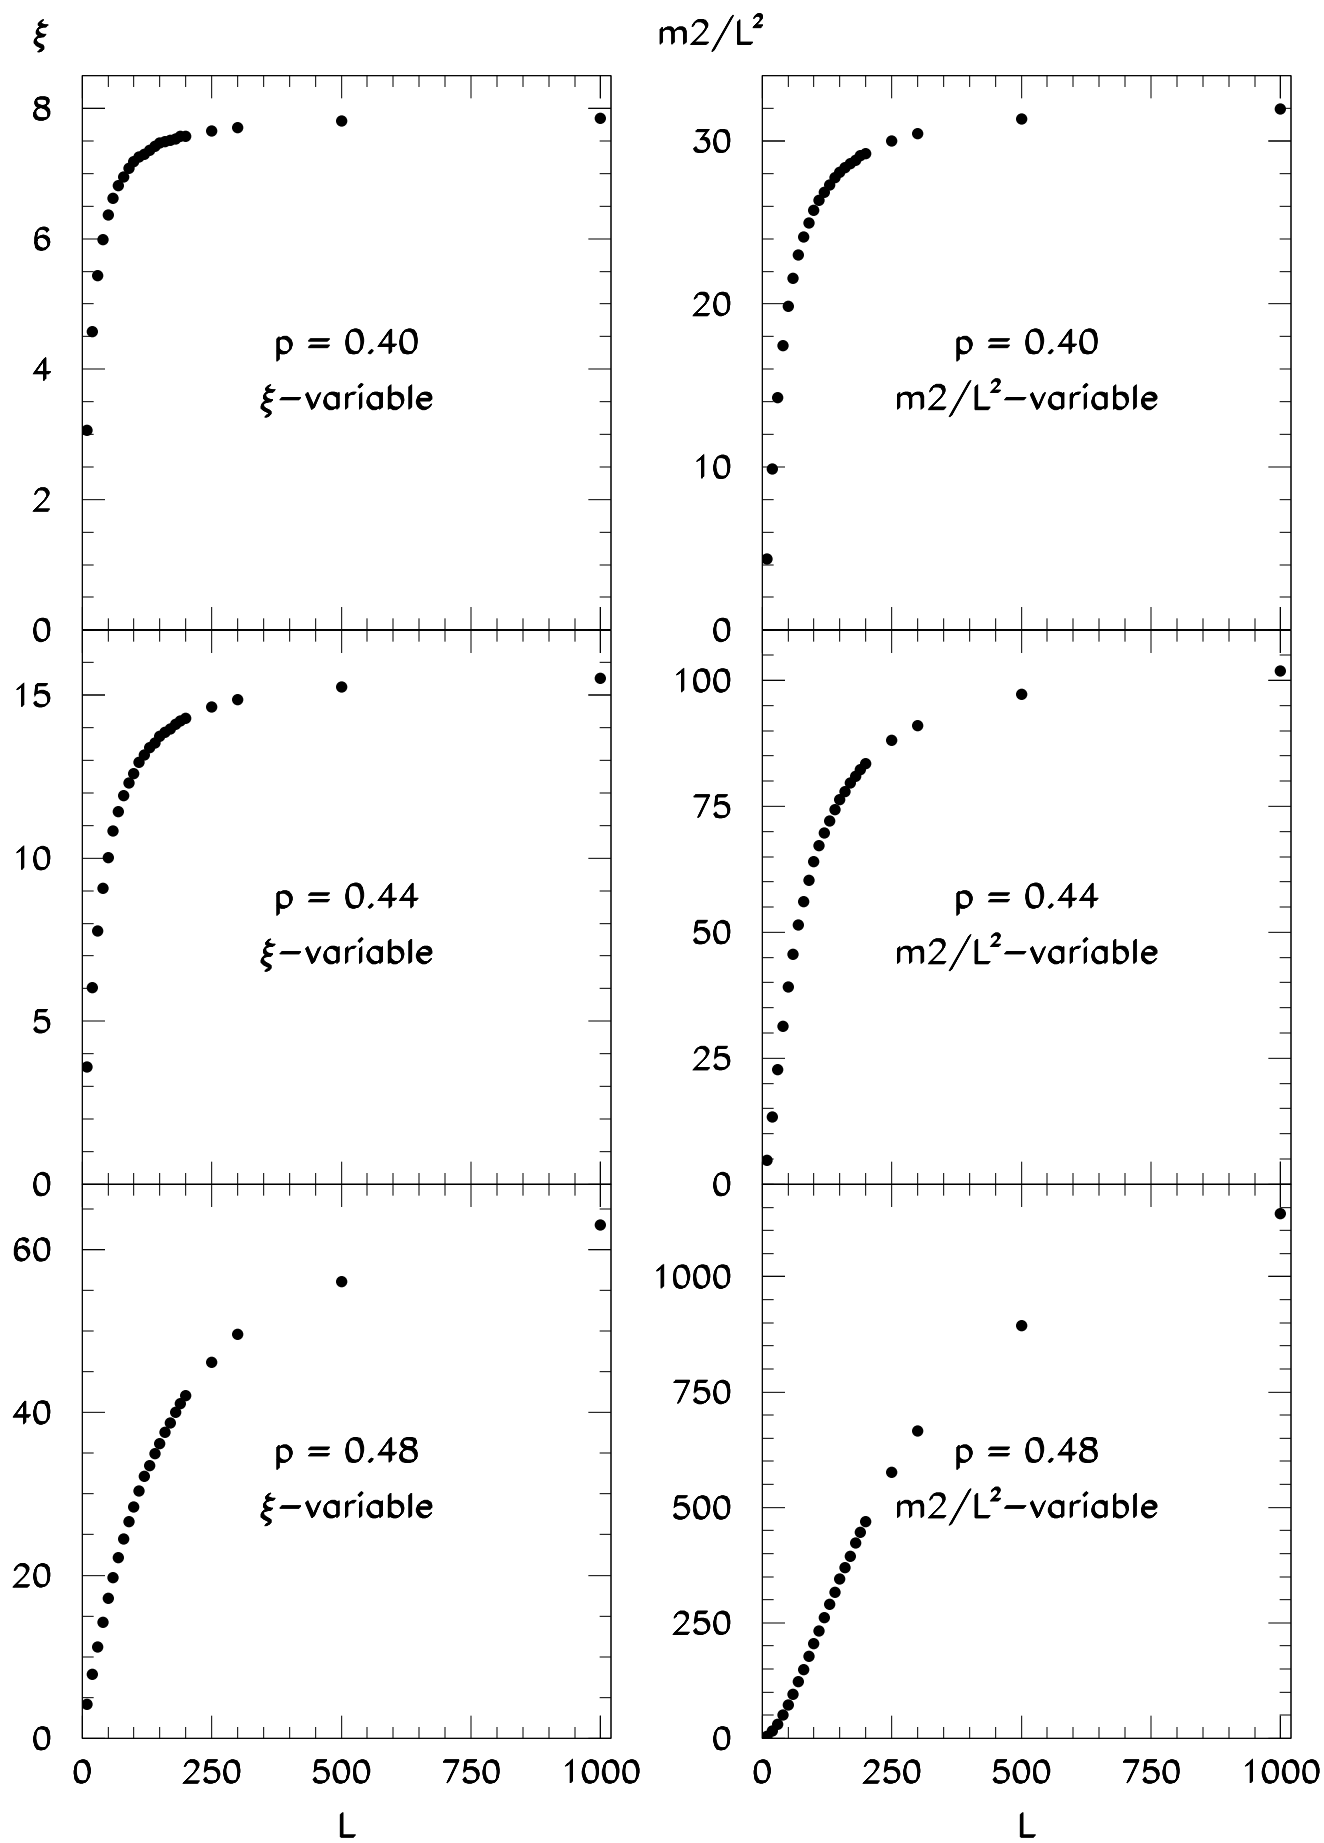 ξ
m2/L²
8
6
4
2
0
p = 0.40
ξ–variable
30
20
10
0
p = 0.40
m2/L²–variable
15
10
5
0
p = 0.44
ξ–variable
100
75
50
25
0
p = 0.44
m2/L²–variable
60
40
20
0
p = 0.48
ξ–variable
1000
750
500
250
0
p = 0.48
m2/L²–variable
0 250 500 750 1000
L
0 250 500 750 1000
L